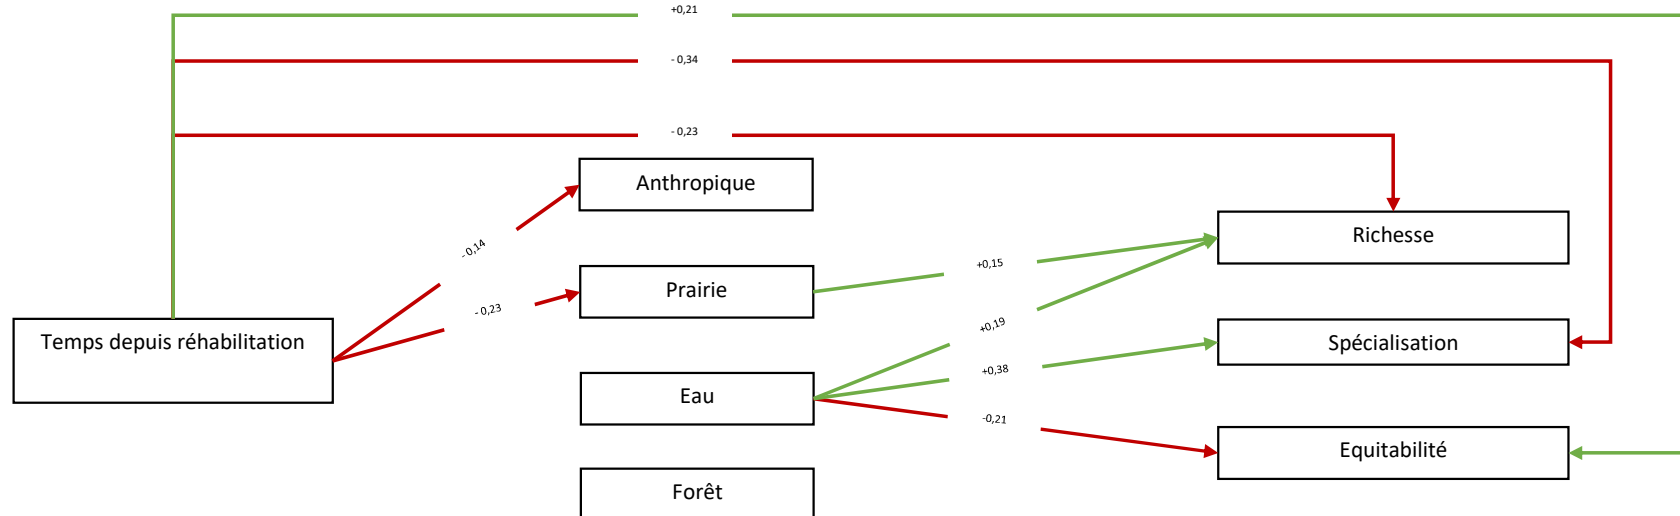 +0,21
- 0,34
- 0,23
Anthropique
- 0,14
Richesse
+0,15
Prairie
- 0,23
+0,19
Temps depuis réhabilitation
Spécialisation
+0,38
Eau
-0,21
Equitabilité
Forêt